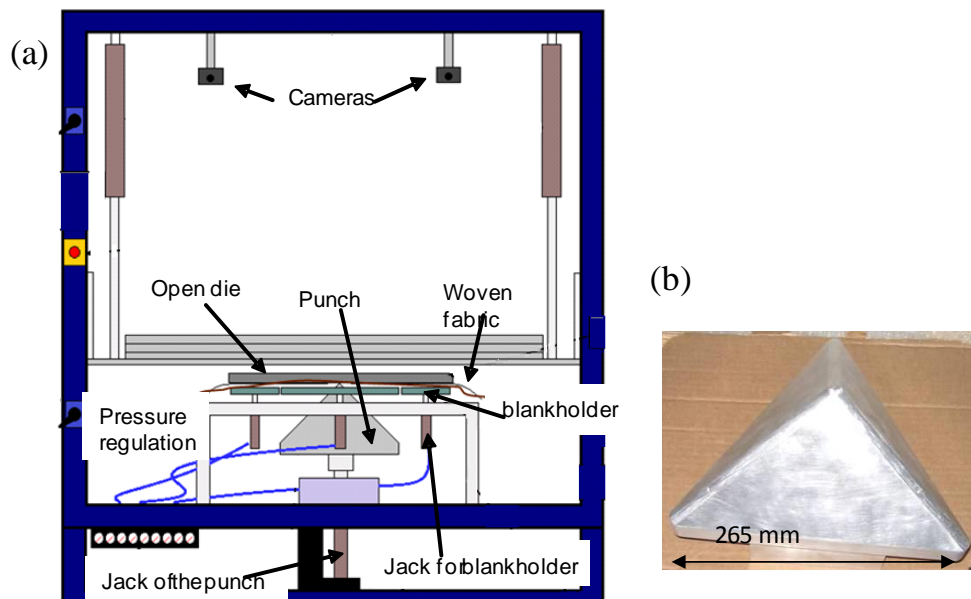 (a)
Cameras
Open die
Punch
Woven
fabric
blankholder
Pressure
regulation
Jack ofthepunch
Jack forblankholder
(b)
265 mm